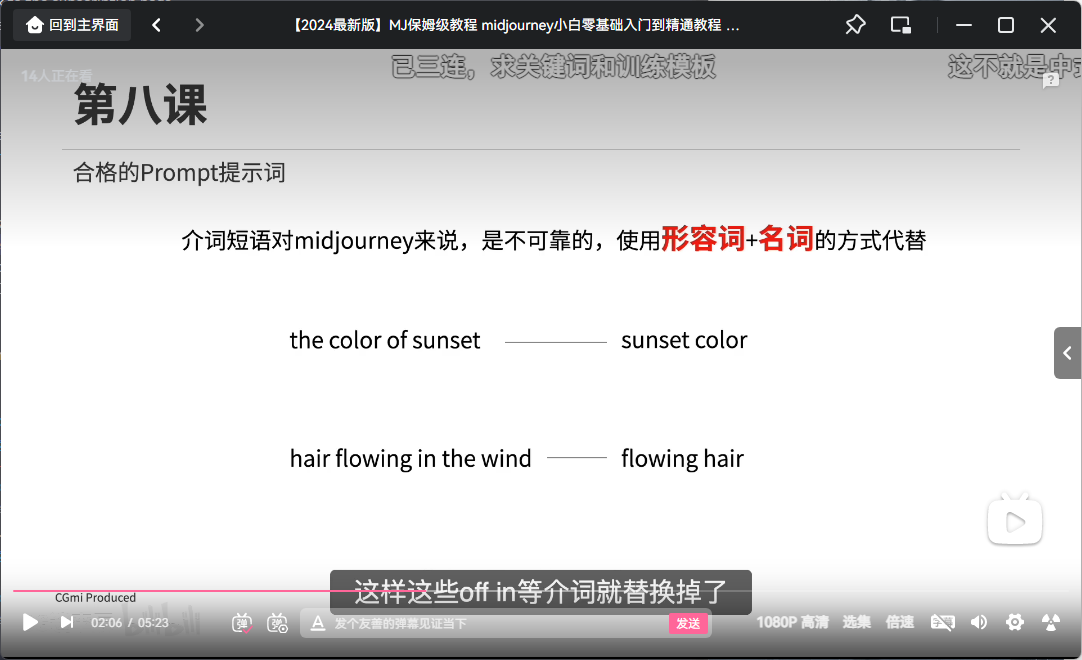 回到主界面
【2024最新版】MJ保姆级教程 midjourney小白零基础入门到精通教程 ...
已三连，求关键词和训练模板
这不就是中式
14人正在看
第八课
合格的Prompt提示词
介词短语对midjourney来说，是不可靠的，使用形容词+名词的方式代替
the color of sunset
sunset color
hair flowing in the wind
flowing hair
这样这些off in等介词就替换掉了
CGmi Produced
02:06 / 05:23
弹
弹
A
发个友善的弹幕见证当下
发送
1080P 高清
选集
倍速